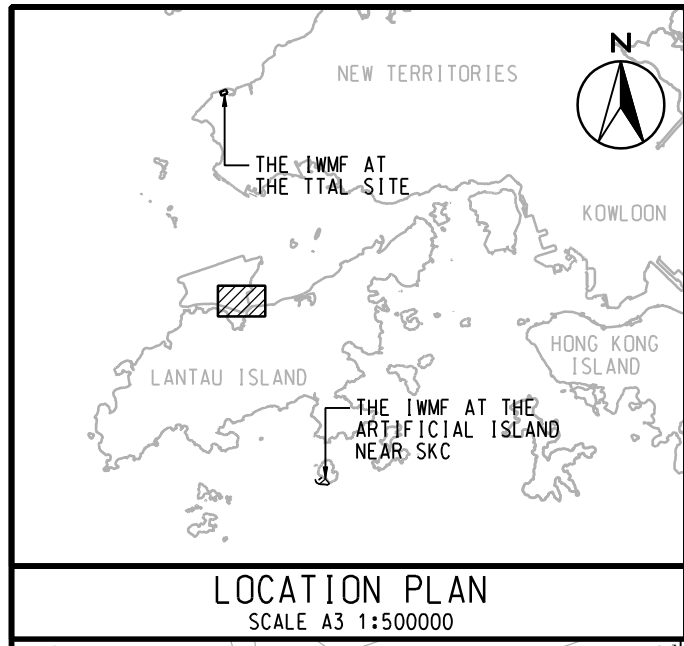 N
NEW TERRITORIES
THE IWMF AT
THE TTAL SITE
KOWLOON
HONG KONG
ISLAND
LANTAU ISLAND
THE IWMF AT THE
ARTIFICIAL ISLAND
NEAR SKC
LOCATION PLAN
SCALE A3 1:500000